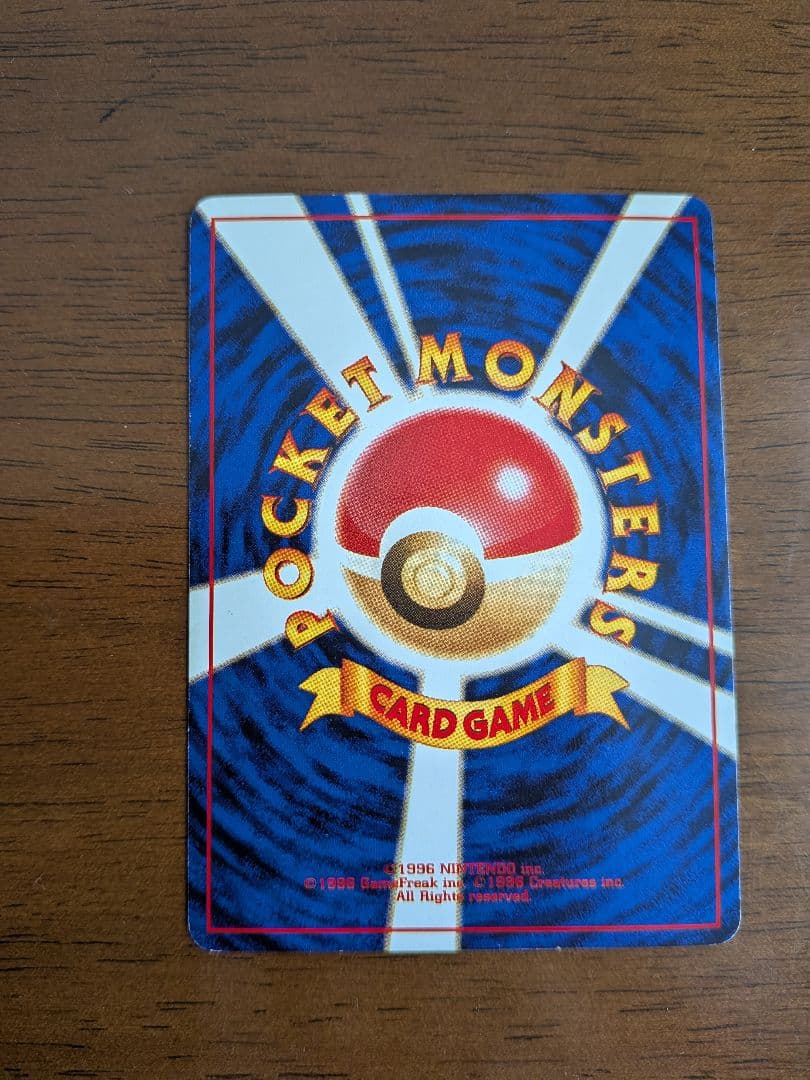 POCKET MONSTERS
CARD GAME
©1996 NINTENDO inc.
©1996 GameFreak inc. ©1996 Creatures inc.
All Rights reserved.